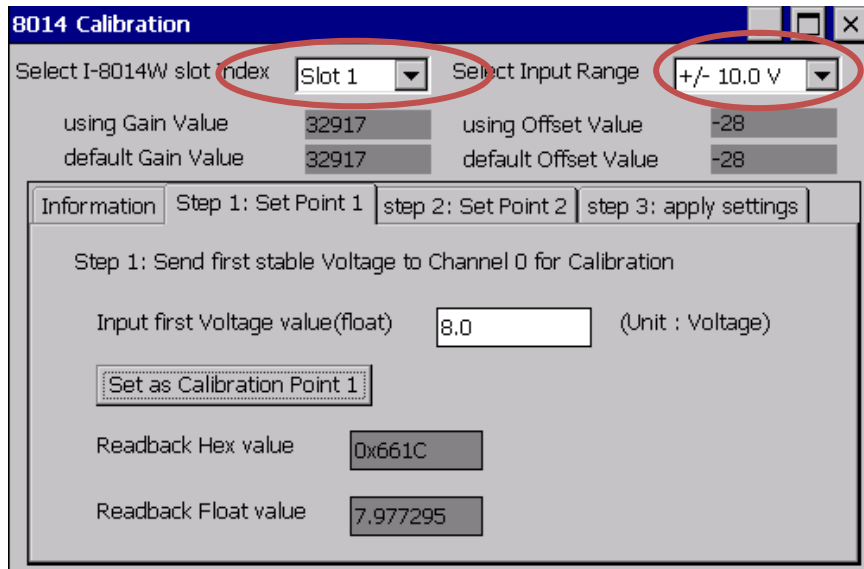 8014 Calibration
Select I-8014W slot Index Slot 1 Select Input Range +/- 10.0 V
using Gain Value 32917 using Offset Value -28
default Gain Value 32917 default Offset Value -28
Information Step 1: Set Point 1 step 2: Set Point 2 step 3: apply settings
Step 1: Send first stable Voltage to Channel 0 for Calibration
Input first Voltage value(float) 8.0 (Unit : Voltage)
Set as Calibration Point 1
Readback Hex value 0x661C
Readback Float value 7.977295